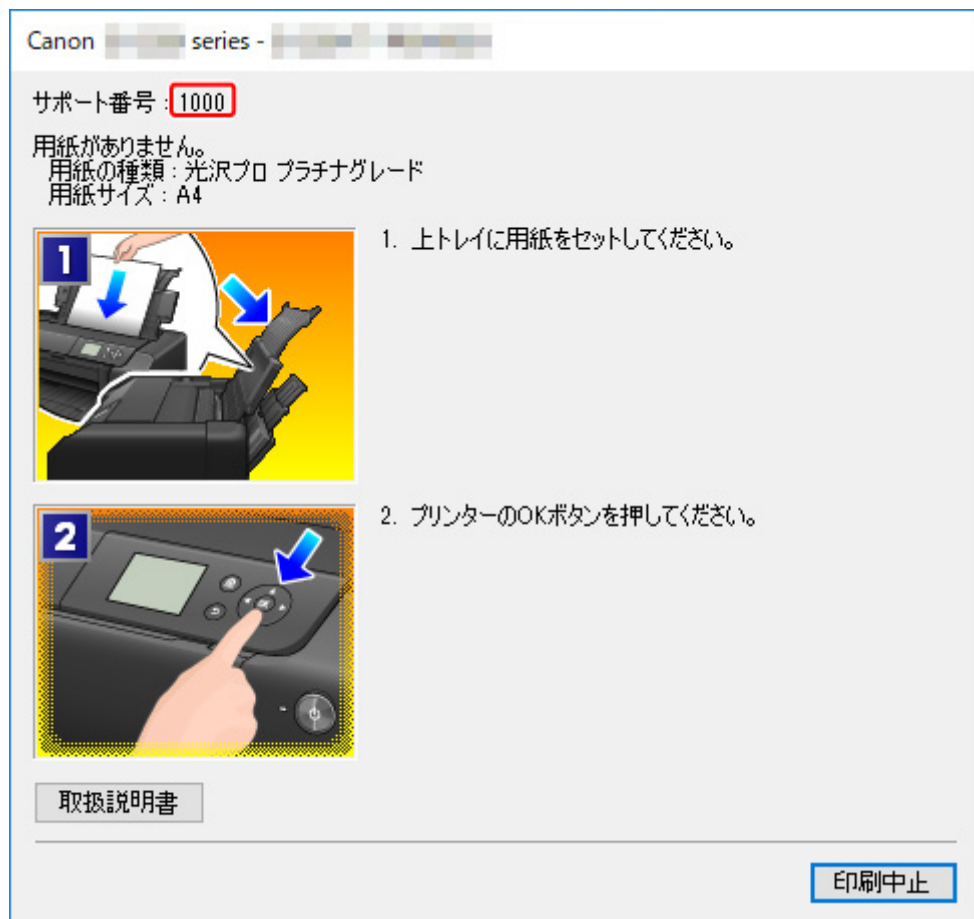 Canon series -
サポート番号 : 1000
用紙がありません。
用紙の種類 : 光沢プロ プラチナグレード
用紙サイズ : A4
1
1. 上トレイに用紙をセットしてください。
2
2. プリンターのOKボタンを押してください。
OK
取扱説明書
印刷中止